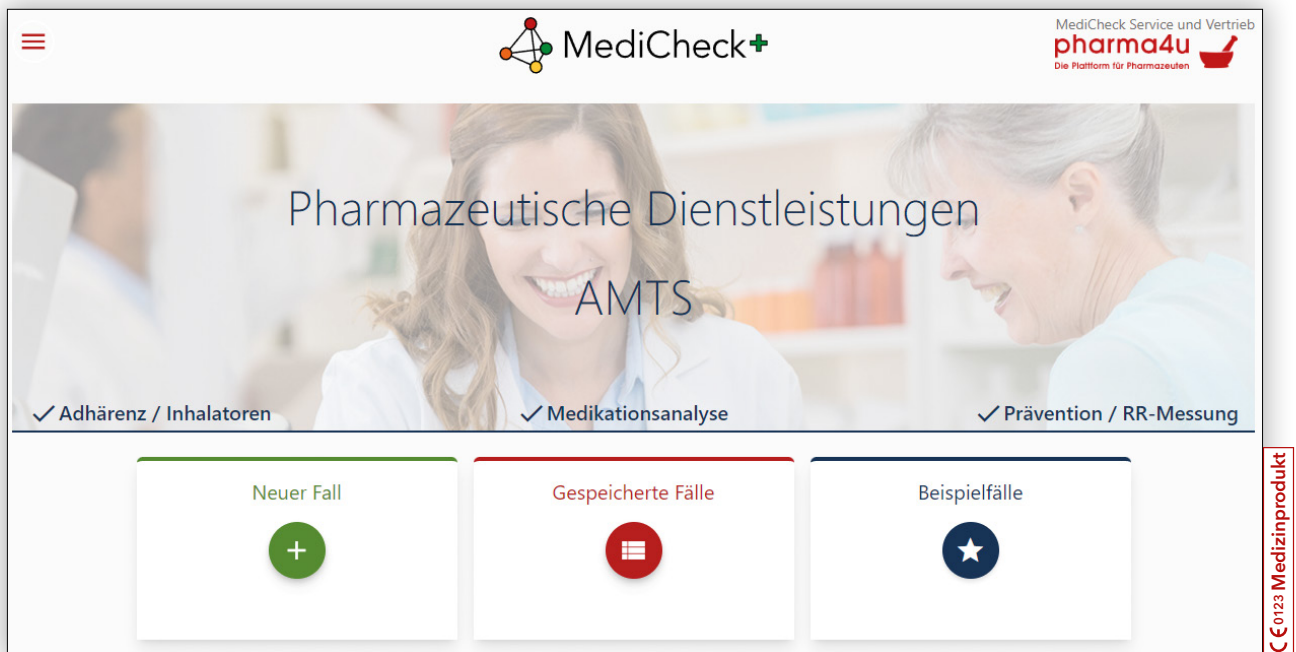 MediCheck+
MediCheck Service und Vertrieb
pharma4u
Die Plattform für Pharmazeuten
Pharmazeutische Dienstleistungen
AMTS
Adhärenz / Inhalatoren
Medikationsanalyse
Prävention / RR-Messung
Neuer Fall
Gespeicherte Fälle
Beispielfälle
CE 0123 Medizinprodukt